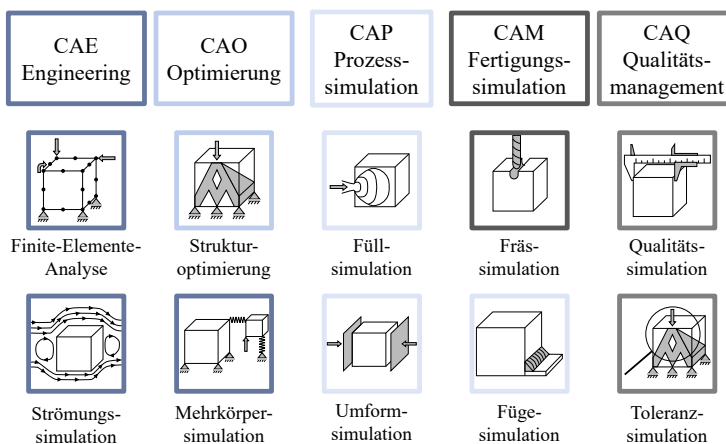 CAE
Engineering
CAO
Optimierung
CAP
Prozess-
simulation
CAM
Fertigungs-
simulation
CAQ
Qualitäts-
management
Finite-Elemente-
Analyse
Struktur-
optimierung
Füll-
simulation
Fräs-
simulation
Qualitäts-
simulation
Strömungs-
simulation
Mehrkörper-
simulation
Umform-
simulation
Füge-
simulation
Toleranz-
simulation